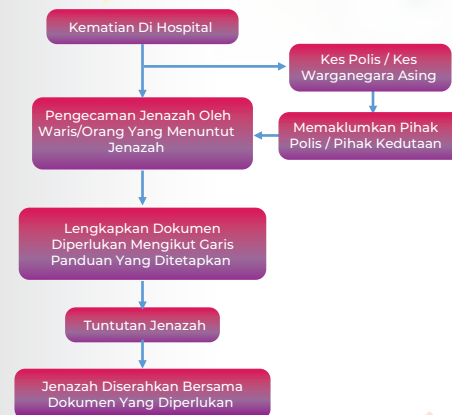 Kematian Di Hospital
Kes Polis / Kes
Warganegara Asing
Pengecaman Jenazah Oleh
Waris/Orang Yang Menuntut
Jenazah
Memaklumkan Pihak
Polis / Pihak Kedutaan
Lengkapkan Dokumen
Diperlukan Mengikut Garis
Panduan Yang Ditetapkan
Tuntutan Jenazah
Jenazah Diserahkan Bersama
Dokumen Yang Diperlukan